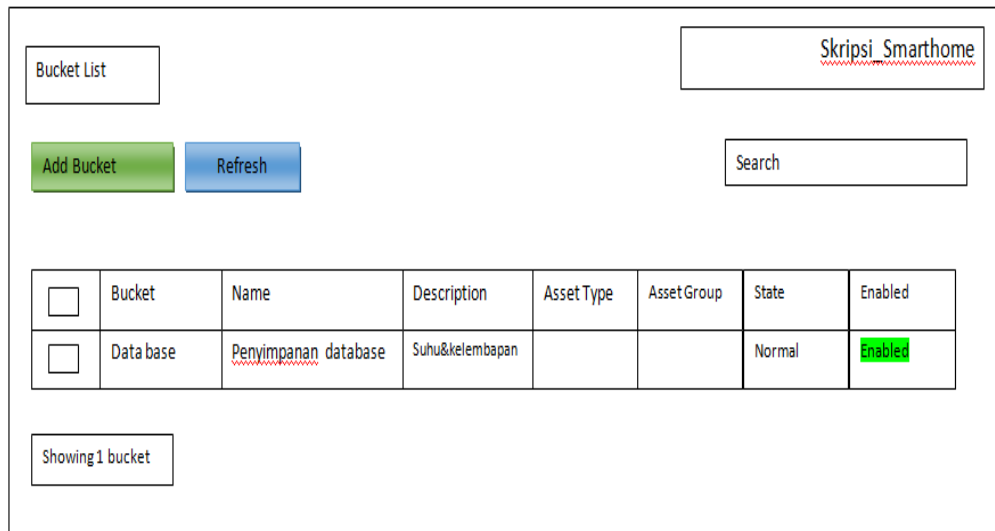 Bucket List
Skripsi_Smarthome
Add Bucket Refresh
Search
Bucket Name Description Asset Type Asset Group State Enabled
Data base Penyimpanan database Suhu&kelembapan Normal Enabled
Showing 1 bucket